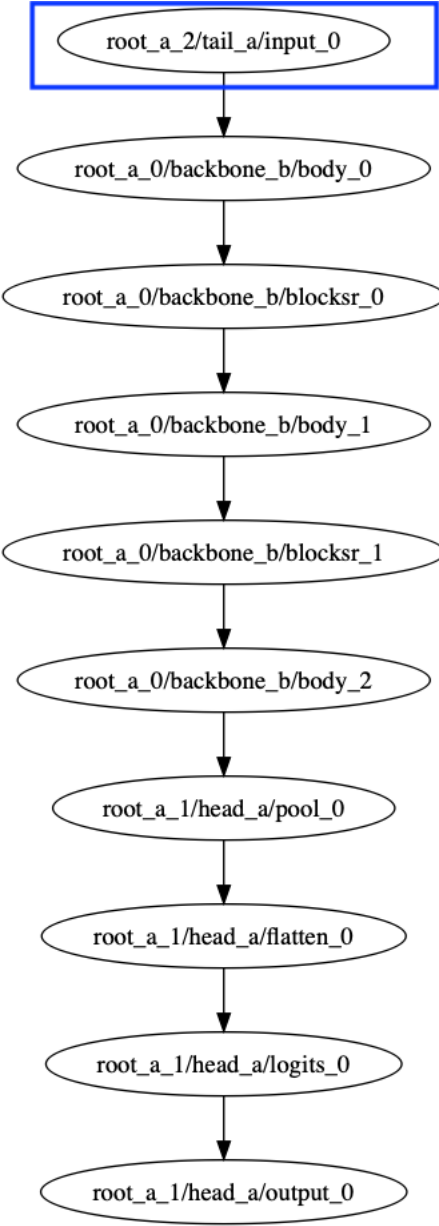 root_a_2/tail_a/input_0
root_a_0/backbone_b/body_0
root_a_0/backbone_b/blocksr_0
root_a_0/backbone_b/body_1
root_a_0/backbone_b/blocksr_1
root_a_0/backbone_b/body_2
root_a_1/head_a/pool_0
root_a_1/head_a/flatten_0
root_a_1/head_a/logits_0
root_a_1/head_a/output_0